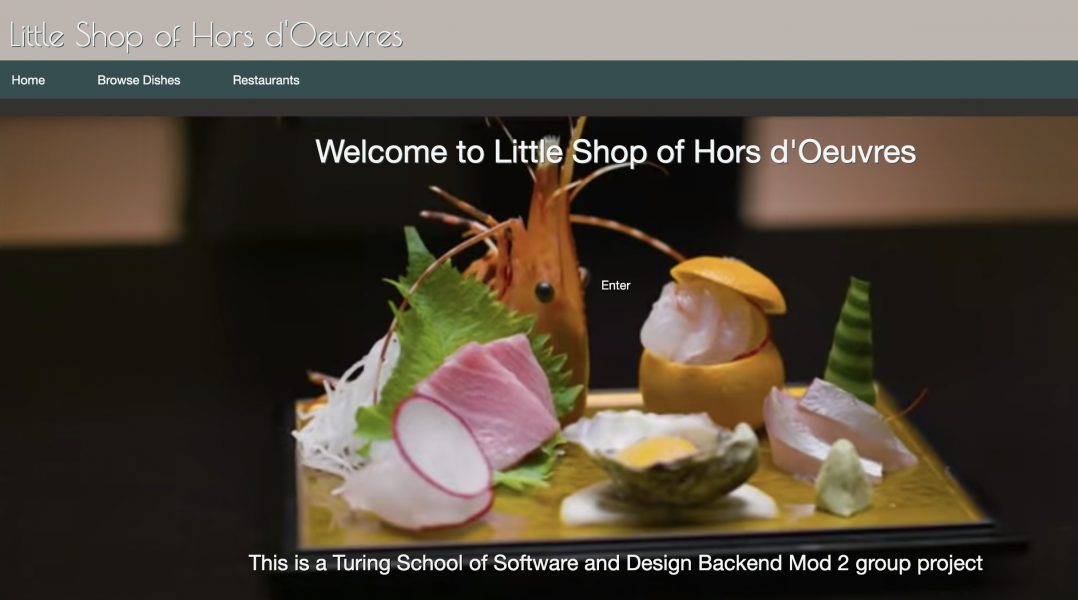 Little Shop of Hors d'Oeuvres
Home Browse Dishes Restaurants
Welcome to Little Shop of Hors d'Oeuvres
Enter
This is a Turing School of Software and Design Backend Mod 2 group project